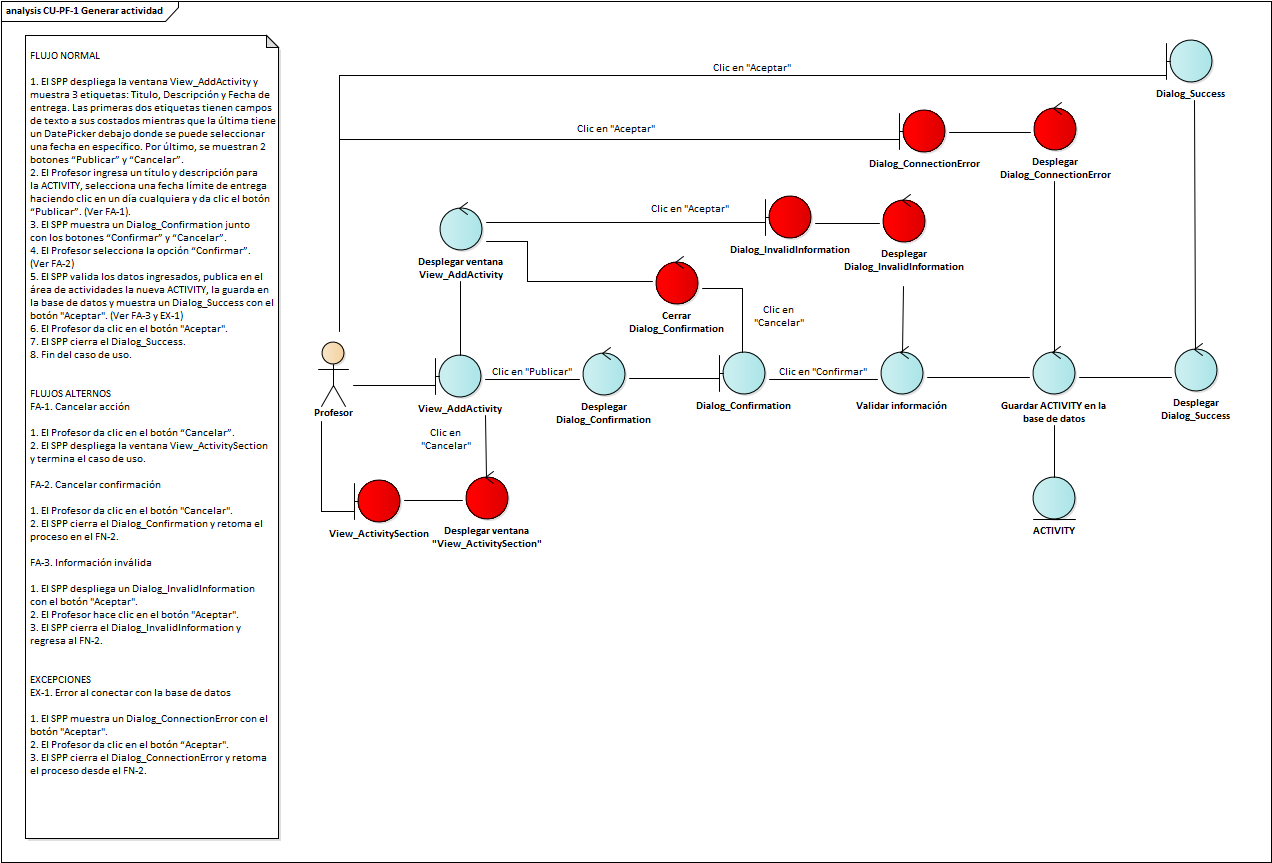 analysis CU-PF-1 Generar actividad
FLUJO NORMAL
1. El SPP despliega la ventana View_AddActivity y
muestra 3 etiquetas: Titulo, Descripción y Fecha de
entrega. Las primeras dos etiquetas tienen campos
de texto a sus costados mientras que la última tiene
un DatePicker debajo donde se puede seleccionar
una fecha en específico. Por último, se muestran 2
botones “Publicar” y “Cancelar”.
2. El Profesor ingresa un título y descripción para
la ACTIVITY, selecciona una fecha límite de entrega
haciendo clic en un día cualquiera y da clic el botón
“Publicar”. (Ver FA-1).
3. El SPP muestra un Dialog_Confirmation junto
con los botones “Confirmar” y “Cancelar”.
4. El Profesor selecciona la opción “Confirmar”.
(Ver FA-2)
5. El SPP valida los datos ingresados, publica en el
área de actividades la nueva ACTIVITY, la guarda en
la base de datos y muestra un Dialog_Success con el
botón "Aceptar". (Ver FA-3 y EX-1)
6. El Profesor da clic en el botón "Aceptar".
7. El SPP cierra el Dialog_Success.
8. Fin del caso de uso.
FLUJOS ALTERNOS
FA-1. Cancelar acción
1. El Profesor da clic en el botón “Cancelar”.
2. El SPP despliega la ventana View_ActivitySection
y termina el caso de uso.
FA-2. Cancelar confirmación
1. El Profesor da clic en el botón "Cancelar".
2. El SPP cierra el Dialog_Confirmation y retoma el
proceso en el FN-2.
FA-3. Información inválida
1. El SPP despliega un Dialog_InvalidInformation
con el botón "Aceptar".
2. El Profesor hace clic en el botón "Aceptar".
3. El SPP cierra el Dialog_InvalidInformation y
regresa al FN-2.
EXCEPCIONES
EX-1. Error al conectar con la base de datos
1. El SPP muestra un Dialog_ConnectionError con el
botón "Aceptar".
2. El Profesor da clic en el botón “Aceptar".
3. El SPP cierra el Dialog_ConnectionError y retoma
el proceso desde el FN-2.
Clic en "Aceptar"
Dialog_Success
Clic en "Aceptar"
Dialog_ConnectionError
Desplegar
Dialog_ConnectionError
Clic en "Aceptar"
Dialog_InvalidInformation
Desplegar
Dialog_InvalidInformation
Desplegar ventana
View_AddActivity
Cerrar
Dialog_Confirmation
Clic en
"Cancelar"
Profesor
View_AddActivity
Clic en "Publicar"
Desplegar
Dialog_Confirmation
Dialog_Confirmation
Clic en "Confirmar"
Validar información
Guardar ACTIVITY en la
base de datos
Desplegar
Dialog_Success
Clic en
"Cancelar"
View_ActivitySection
Desplegar ventana
"View_ActivitySection"
ACTIVITY